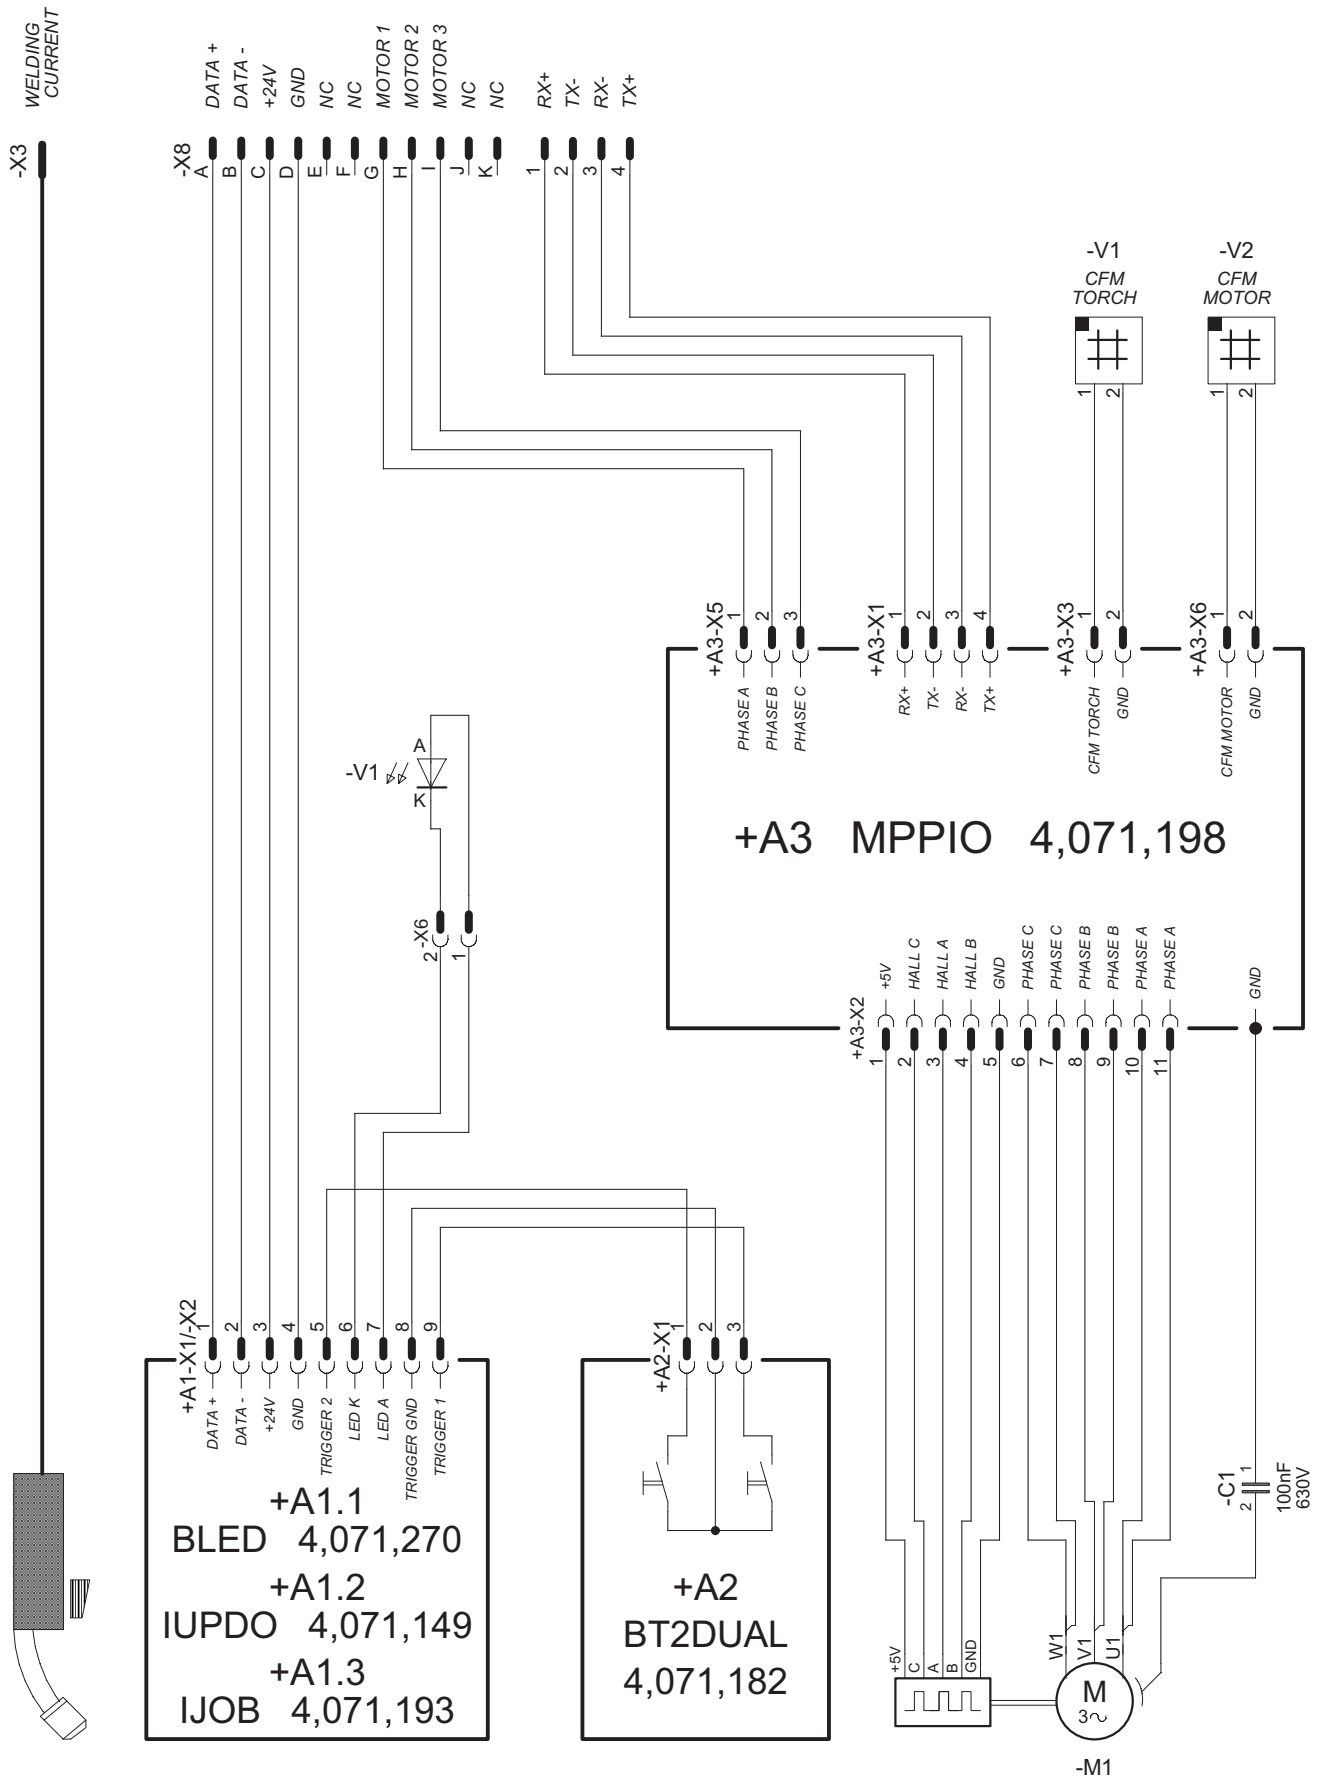 WELDING
CURRENT
-X3
DATA +
DATA -
+24V
GND
NC
NC
MOTOR 1
MOTOR 2
MOTOR 3
NC
NC
-X8
A
B
C
D
E
F
G
H
I
J
K
RX+
TX-
RX-
TX+
1
2
3
4
-V1
CFM
TORCH
1
2
-V2
CFM
MOTOR
1
2
+A3-X5
1
2
3
PHASE A
PHASE B
PHASE C
+A3-X1
1
2
3
4
RX+
TX-
RX-
TX+
+A3-X3
1
2
CFM TORCH
GND
+A3-X6
1
2
CFM MOTOR
GND
-V1
A
K
+A3 MPPIO 4,071,198
-X6
2
1
+5V
HALL C
HALL A
HALL B
GND
PHASE C
PHASE C
PHASE B
PHASE B
PHASE A
PHASE A
GND
+A3-X2
1
2
3
4
5
6
7
8
9
10
11
+A1-X1/-X2
1
2
3
4
5
6
7
8
9
DATA +
DATA -
+24V
GND
TRIGGER 2
LED K
LED A
TRIGGER GND
TRIGGER 1
+A1.1
BLED 4,071,270
+A1.2
IUPDO 4,071,149
+A1.3
IJOB 4,071,193
+A2-X1
1
2
3
+A2
BT2DUAL
4,071,182
-C1
1
2
100nF
630V
+5V
C
A
B
GND
W1
V1
U1
M
3~
-M1